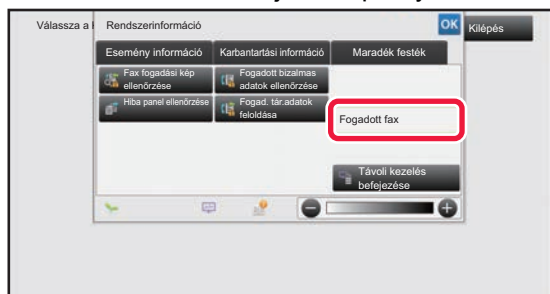 Válassza a
Rendszerinformáció
OK
Kilépés
Esemény információ
Karbantartási információ
Maradék festék
Fax fogadási kép
ellenőrzése
Fogadott bizalmas
adatok ellenőrzése
Hiba panel ellenőrzése
Fogad. tár.adatok
feloldása
Fogadott fax
Távoli kezelés
befejezése